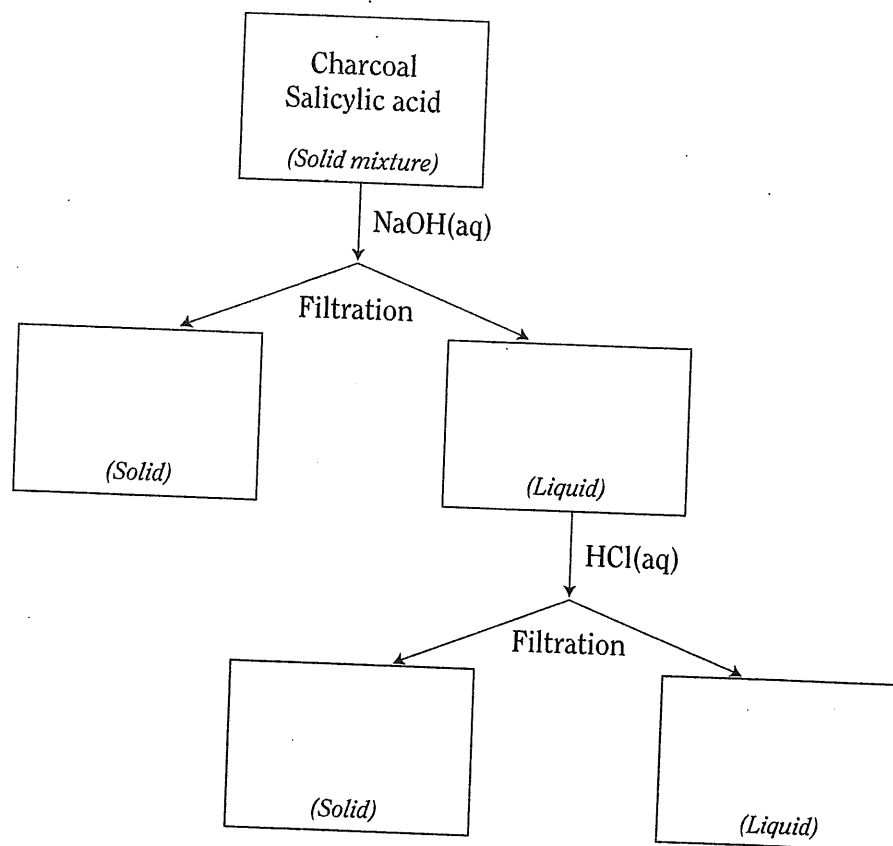 Charcoal
Salicylic acid
(Solid mixture)
NaOH(aq)
Filtration
(Solid)
(Liquid)
HCl(aq)
Filtration
(Solid)
(Liquid)